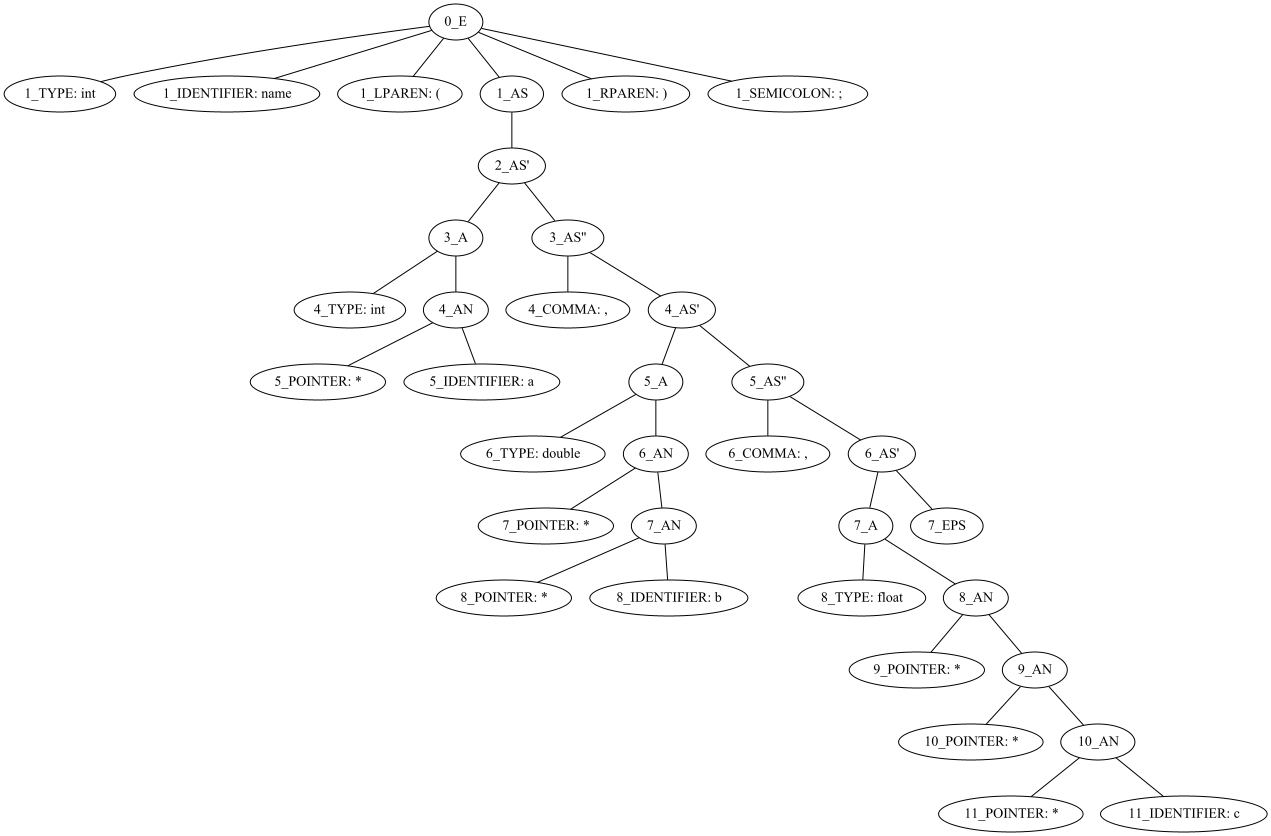 0_E
1_TYPE: int 1_IDENTIFIER: name 1_LPAREN: ( 1_AS 1_RPAREN: ) 1_SEMICOLON: ;
2_AS'
3_A 3_AS''
4_TYPE: int 4_AN 4_COMMA: , 4_AS'
5_POINTER: * 5_IDENTIFIER: a 5_A 5_AS''
6_TYPE: double 6_AN 6_COMMA: , 6_AS'
7_POINTER: * 7_AN 7_A 7_EPS
8_POINTER: * 8_IDENTIFIER: b 8_TYPE: float 8_AN
9_POINTER: * 9_AN
10_POINTER: * 10_AN
11_POINTER: * 11_IDENTIFIER: c